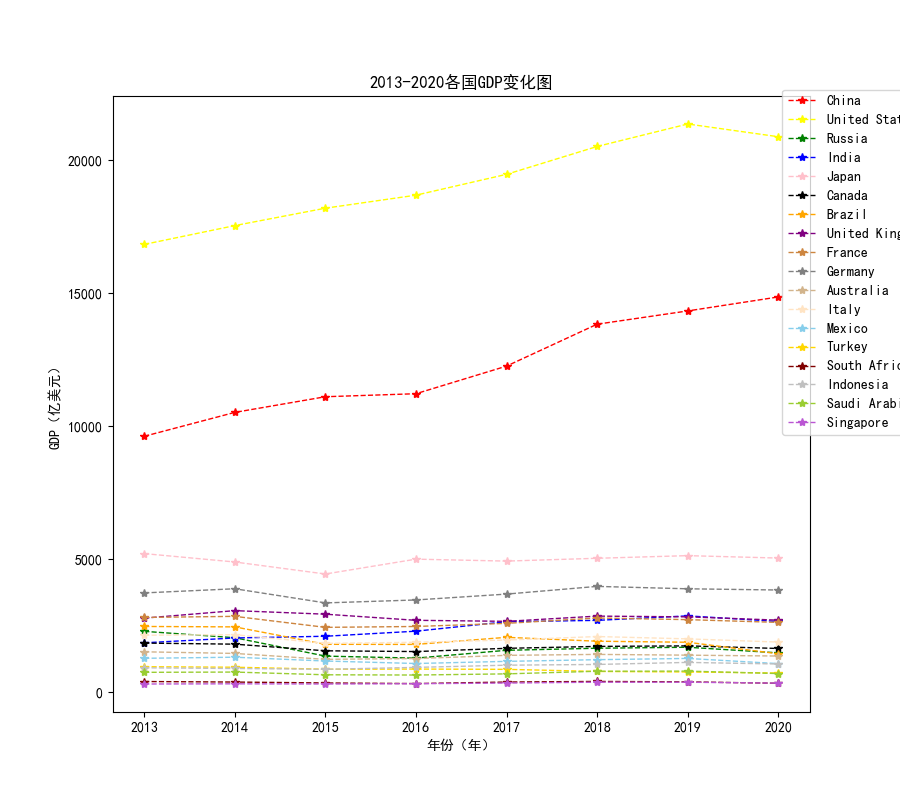 2013-2020各国GDP变化图
China
United Stat
Russia
India
Japan
Canada
Brazil
United King
France
Germany
Australia
Italy
Mexico
Turkey
South Afric
Indonesia
Saudi Arabi
Singapore
GDP（亿美元）
20000
15000
10000
5000
0
2013 2014 2015 2016 2017 2018 2019 2020
年份（年）